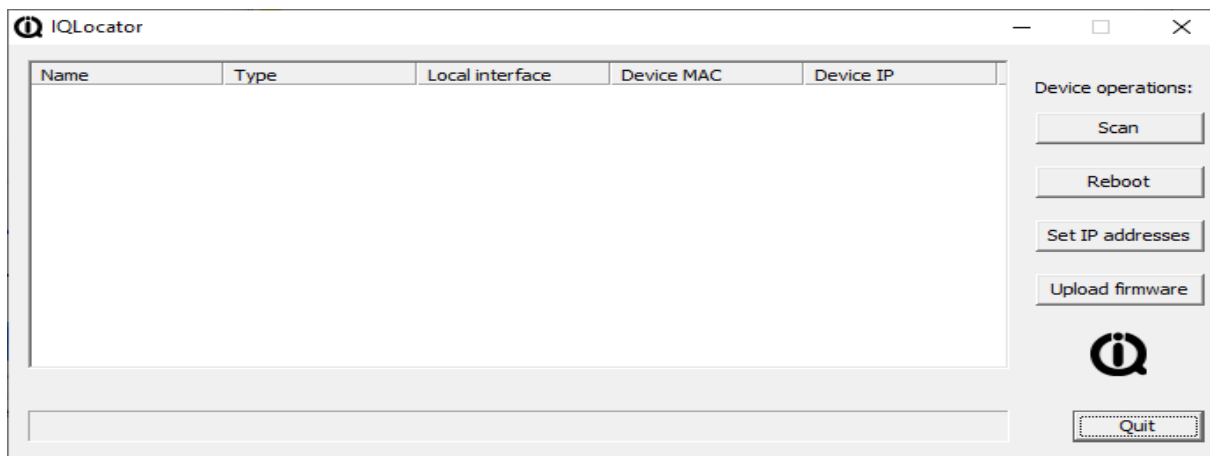 IQLocator
Name Type Local interface Device MAC Device IP
Device operations:
Scan
Reboot
Set IP addresses
Upload firmware
Quit